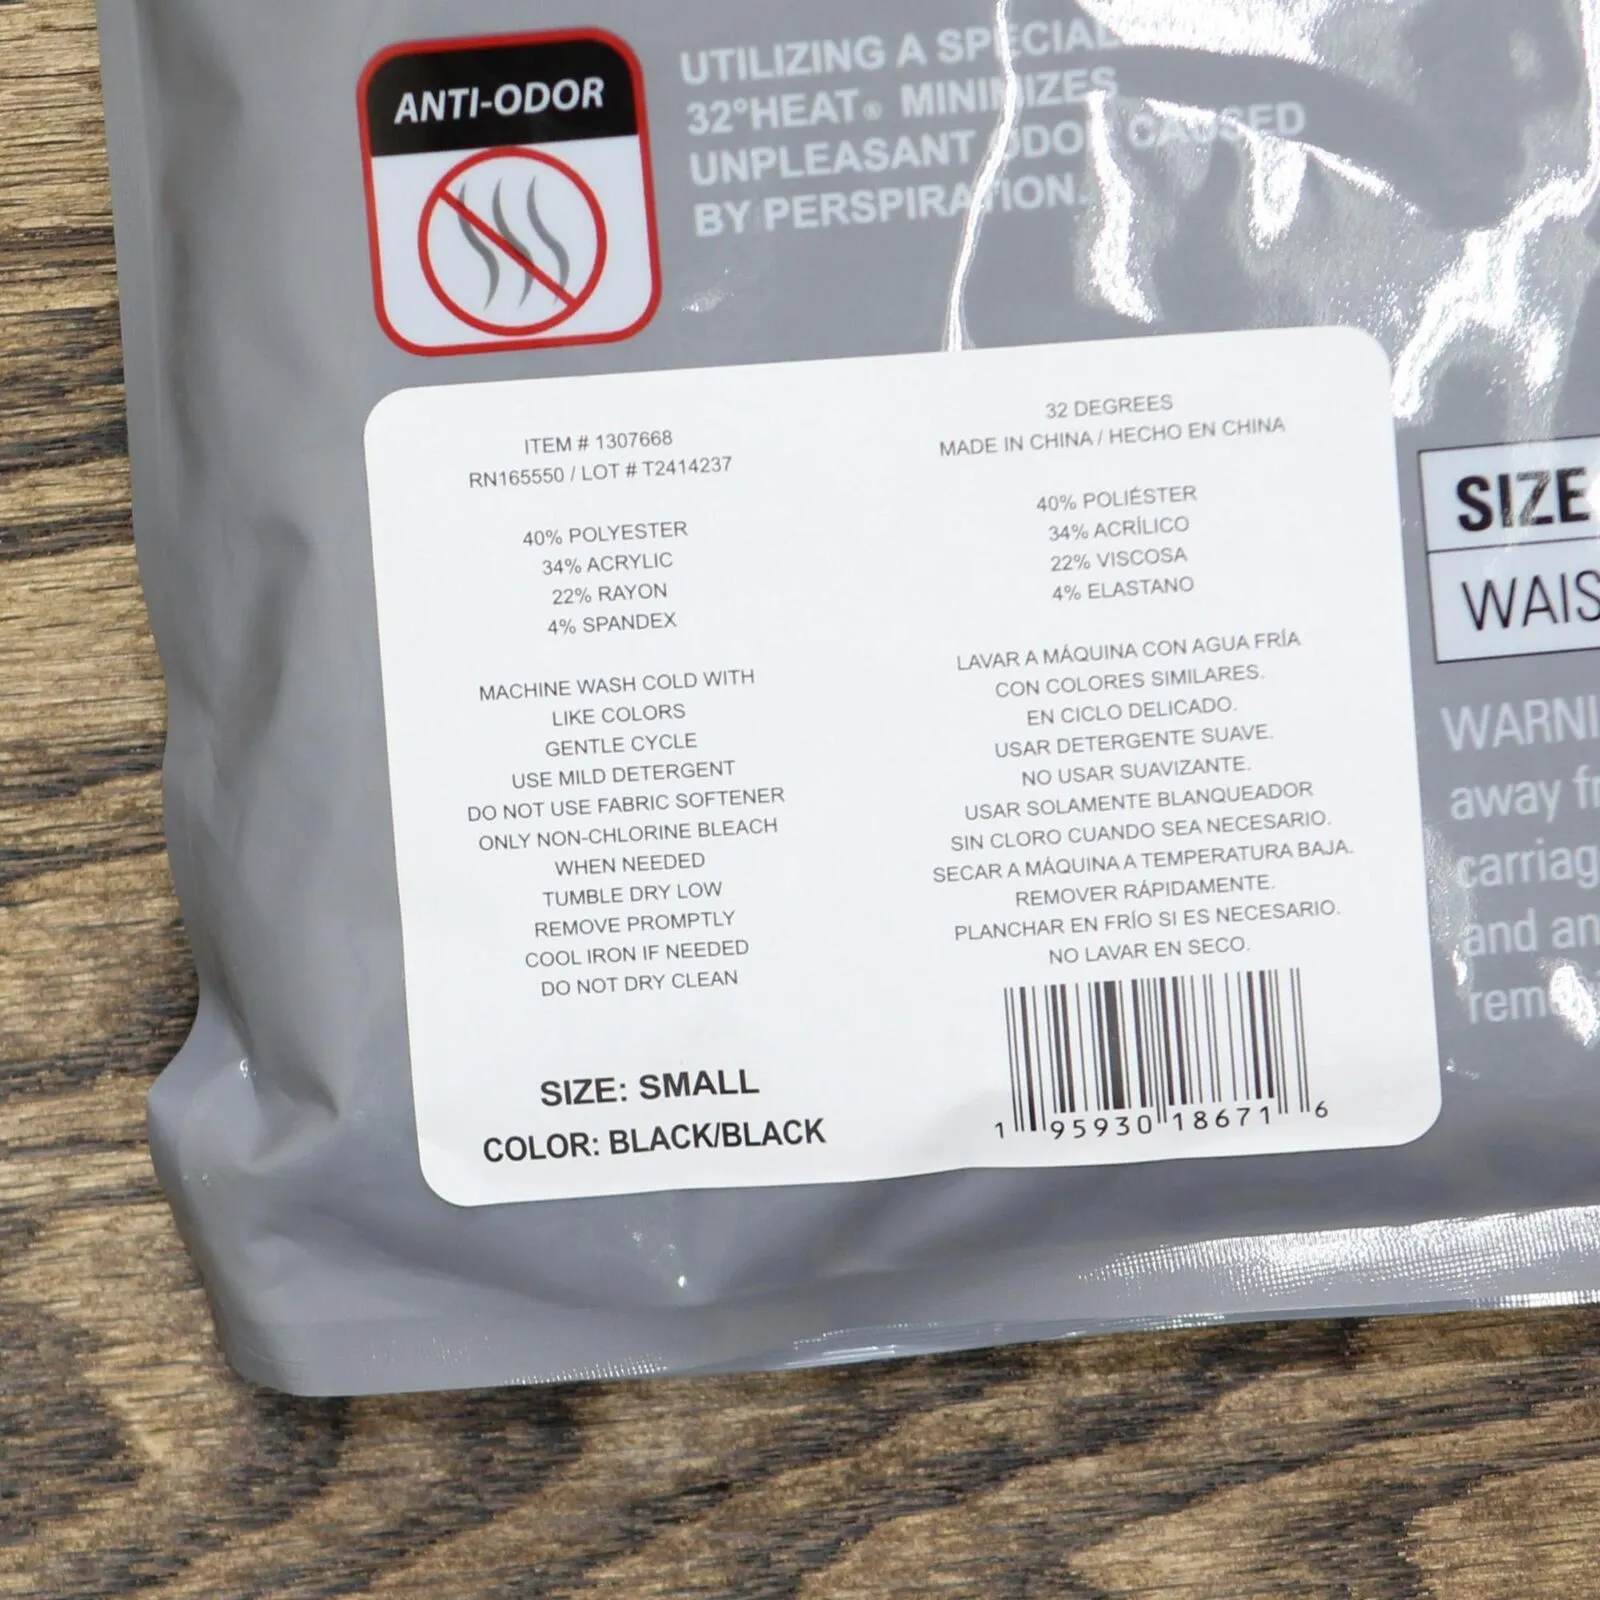 ANTI-ODOR
UTILIZING A SPECIAL
32°HEAT® MINIMIZES
UNPLEASANT ODOR CAUSED
BY PERSPIRATION.
ITEM # 1307668
RN165550 / LOT # T2414237
40% POLYESTER
34% ACRYLIC
22% RAYON
4% SPANDEX
MACHINE WASH COLD WITH
LIKE COLORS
GENTLE CYCLE
USE MILD DETERGENT
DO NOT USE FABRIC SOFTENER
ONLY NON-CHLORINE BLEACH
WHEN NEEDED
TUMBLE DRY LOW
REMOVE PROMPTLY
COOL IRON IF NEEDED
DO NOT DRY CLEAN
SIZE: SMALL
COLOR: BLACK/BLACK
32 DEGREES
MADE IN CHINA / HECHO EN CHINA
40% POLIÉSTER
34% ACRÍLICO
22% VISCOSA
4% ELASTANO
LAVAR A MÁQUINA CON AGUA FRÍA
CON COLORES SIMILARES.
EN CICLO DELICADO.
USAR DETERGENTE SUAVE.
NO USAR SUAVIZANTE.
USAR SOLAMENTE BLANQUEADOR
SIN CLORO CUANDO SEA NECESARIO.
SECAR A MÁQUINA A TEMPERATURA BAJA.
REMOVER RÁPIDAMENTE.
PLANCHAR EN FRÍO SI ES NECESARIO.
NO LAVAR EN SECO.
1 95930 18671 6
SIZE
WAIS
WARNI
away fr
carriag
and an
rem